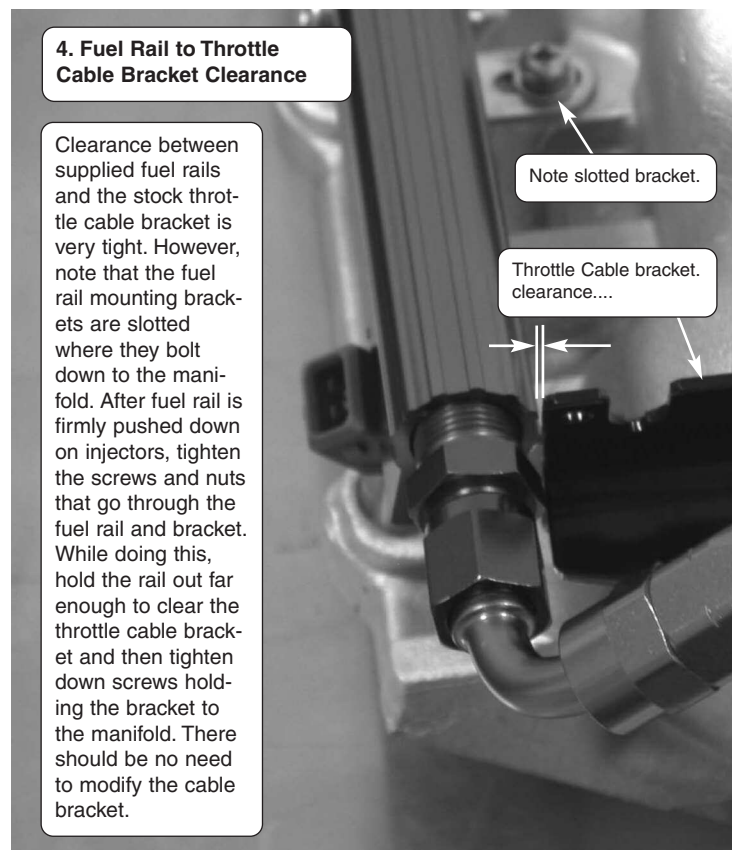 4. Fuel Rail to Throttle
Cable Bracket Clearance
Clearance between
supplied fuel rails
and the stock throt-
tle cable bracket is
very tight. However,
note that the fuel
rail mounting brack-
ets are slotted
where they bolt
down to the mani-
fold. After fuel rail is
firmly pushed down
on injectors, tighten
the screws and nuts
that go through the
fuel rail and bracket.
While doing this,
hold the rail out far
enough to clear the
throttle cable brack-
et and then tighten
down screws hold-
ing the bracket to
the manifold. There
should be no need
to modify the cable
bracket.
Note slotted bracket.
Throttle Cable bracket.
clearance....